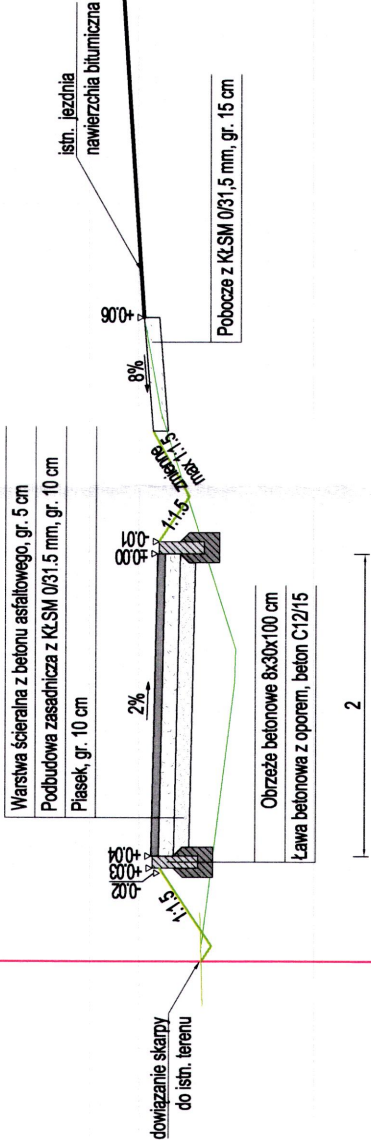 istn. jezdnia
nawierzchia bitumiczna
Warstwa ścieralna z betonu asfaltowego, gr. 5 cm
Podbudowa zasadnicza z KŁSM 0/31.5 mm, gr. 10 cm
Piasek, gr. 10 cm
dowiązanie skarpy
do istn. terenu
1:1.5
-0.02
+0.03
+0.04
2%
±0.00
-0.01
1:1.5
zmienne
max 1:1.5
8%
+0.06
Pobocze z KŁSM 0/31,5 mm, gr. 15 cm
Obrzeże betonowe 8x30x100 cm
Ława betonowa z oporem, beton C12/15
2